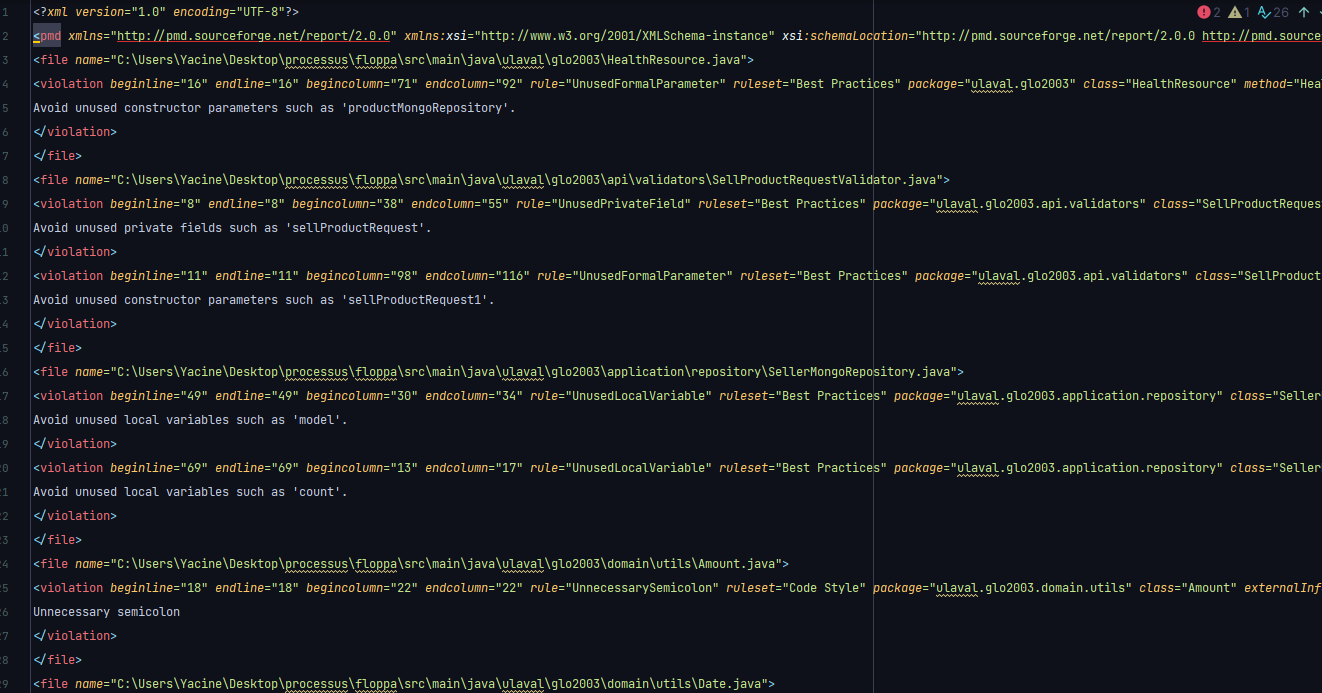 2 1 26
1 <?xml version="1.0" encoding="UTF-8"?>
2 <pmd xmlns="http://pmd.sourceforge.net/report/2.0.0" xmlns:xsi="http://www.w3.org/2001/XMLSchema-instance" xsi:schemaLocation="http://pmd.sourceforge.net/report/2.0.0 http://pmd.source
3 <file name="C:\Users\Yacine\Desktop\processus\floppa\src\main\java\ulaval\glo2003\HealthResource.java">
4 <violation beginline="16" endline="16" begincolumn="71" endcolumn="92" rule="UnusedFormalParameter" ruleset="Best Practices" package="ulaval.glo2003" class="HealthResource" method="Heal
5 Avoid unused constructor parameters such as 'productMongoRepository'.
6 </violation>
7 </file>
8 <file name="C:\Users\Yacine\Desktop\processus\floppa\src\main\java\ulaval\glo2003\api\validators\SellProductRequestValidator.java">
9 <violation beginline="8" endline="8" begincolumn="38" endcolumn="55" rule="UnusedPrivateField" ruleset="Best Practices" package="ulaval.glo2003.api.validators" class="SellProductReques
0 Avoid unused private fields such as 'sellProductRequest'.
1 </violation>
2 <violation beginline="11" endline="11" begincolumn="98" endcolumn="116" rule="UnusedFormalParameter" ruleset="Best Practices" package="ulaval.glo2003.api.validators" class="SellProduct
3 Avoid unused constructor parameters such as 'sellProductRequest1'.
4 </violation>
5 </file>
6 <file name="C:\Users\Yacine\Desktop\processus\floppa\src\main\java\ulaval\glo2003\application\repository\SellerMongoRepository.java">
7 <violation beginline="49" endline="49" begincolumn="30" endcolumn="34" rule="UnusedLocalVariable" ruleset="Best Practices" package="ulaval.glo2003.application.repository" class="Seller
8 Avoid unused local variables such as 'model'.
9 </violation>
20 <violation beginline="69" endline="69" begincolumn="13" endcolumn="17" rule="UnusedLocalVariable" ruleset="Best Practices" package="ulaval.glo2003.application.repository" class="Seller
21 Avoid unused local variables such as 'count'.
22 </violation>
23 </file>
24 <file name="C:\Users\Yacine\Desktop\processus\floppa\src\main\java\ulaval\glo2003\domain\utils\Amount.java">
25 <violation beginline="18" endline="18" begincolumn="22" endcolumn="22" rule="UnnecessarySemicolon" ruleset="Code Style" package="ulaval.glo2003.domain.utils" class="Amount" externalInf
26 Unnecessary semicolon
27 </violation>
28 </file>
29 <file name="C:\Users\Yacine\Desktop\processus\floppa\src\main\java\ulaval\glo2003\domain\utils\Date.java">